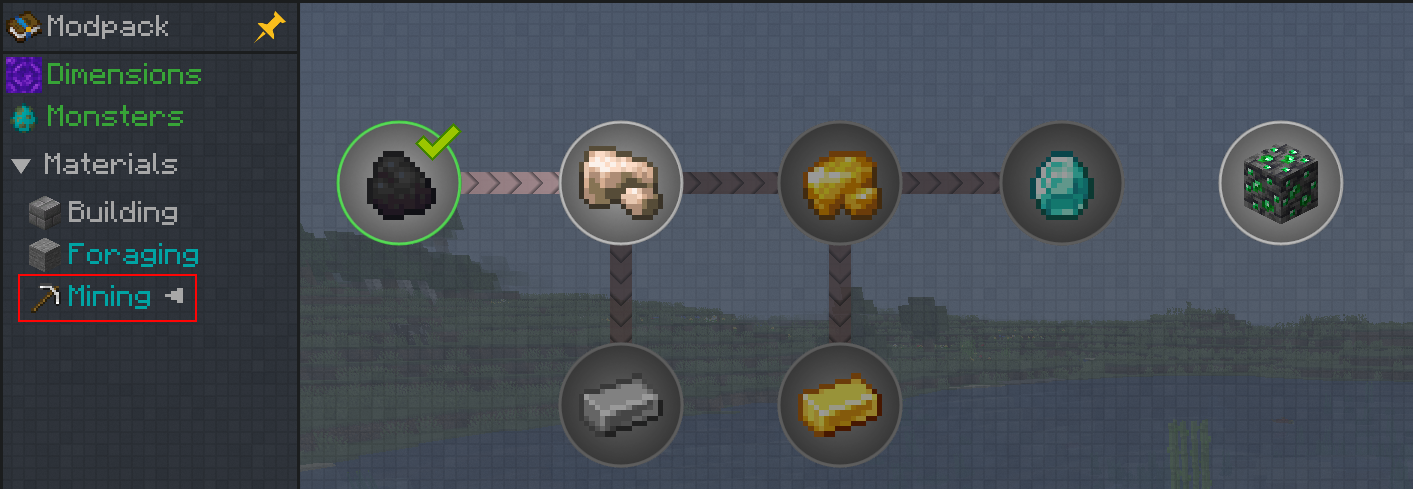 Modpack
Dimensions
Monsters
Materials
Building
Foraging
Mining